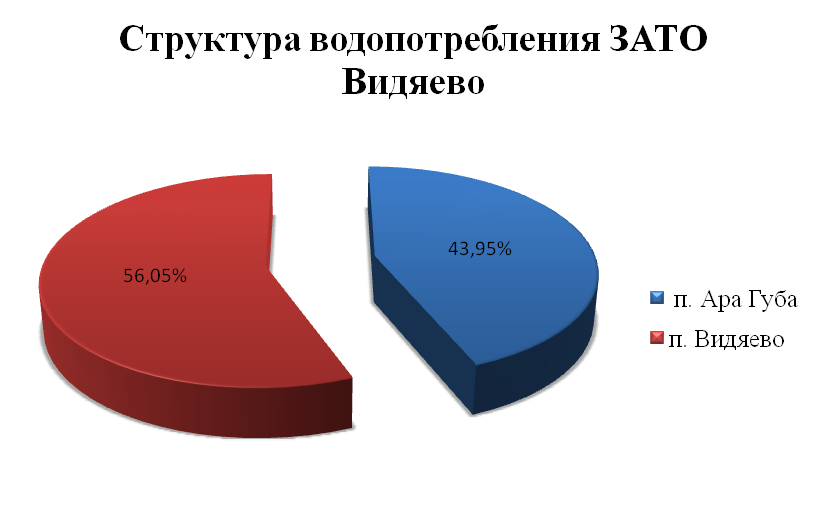 Структура водопотребления ЗАТО
Видяево
43,95%
56,05%
п. Ара Губа
п. Видяево